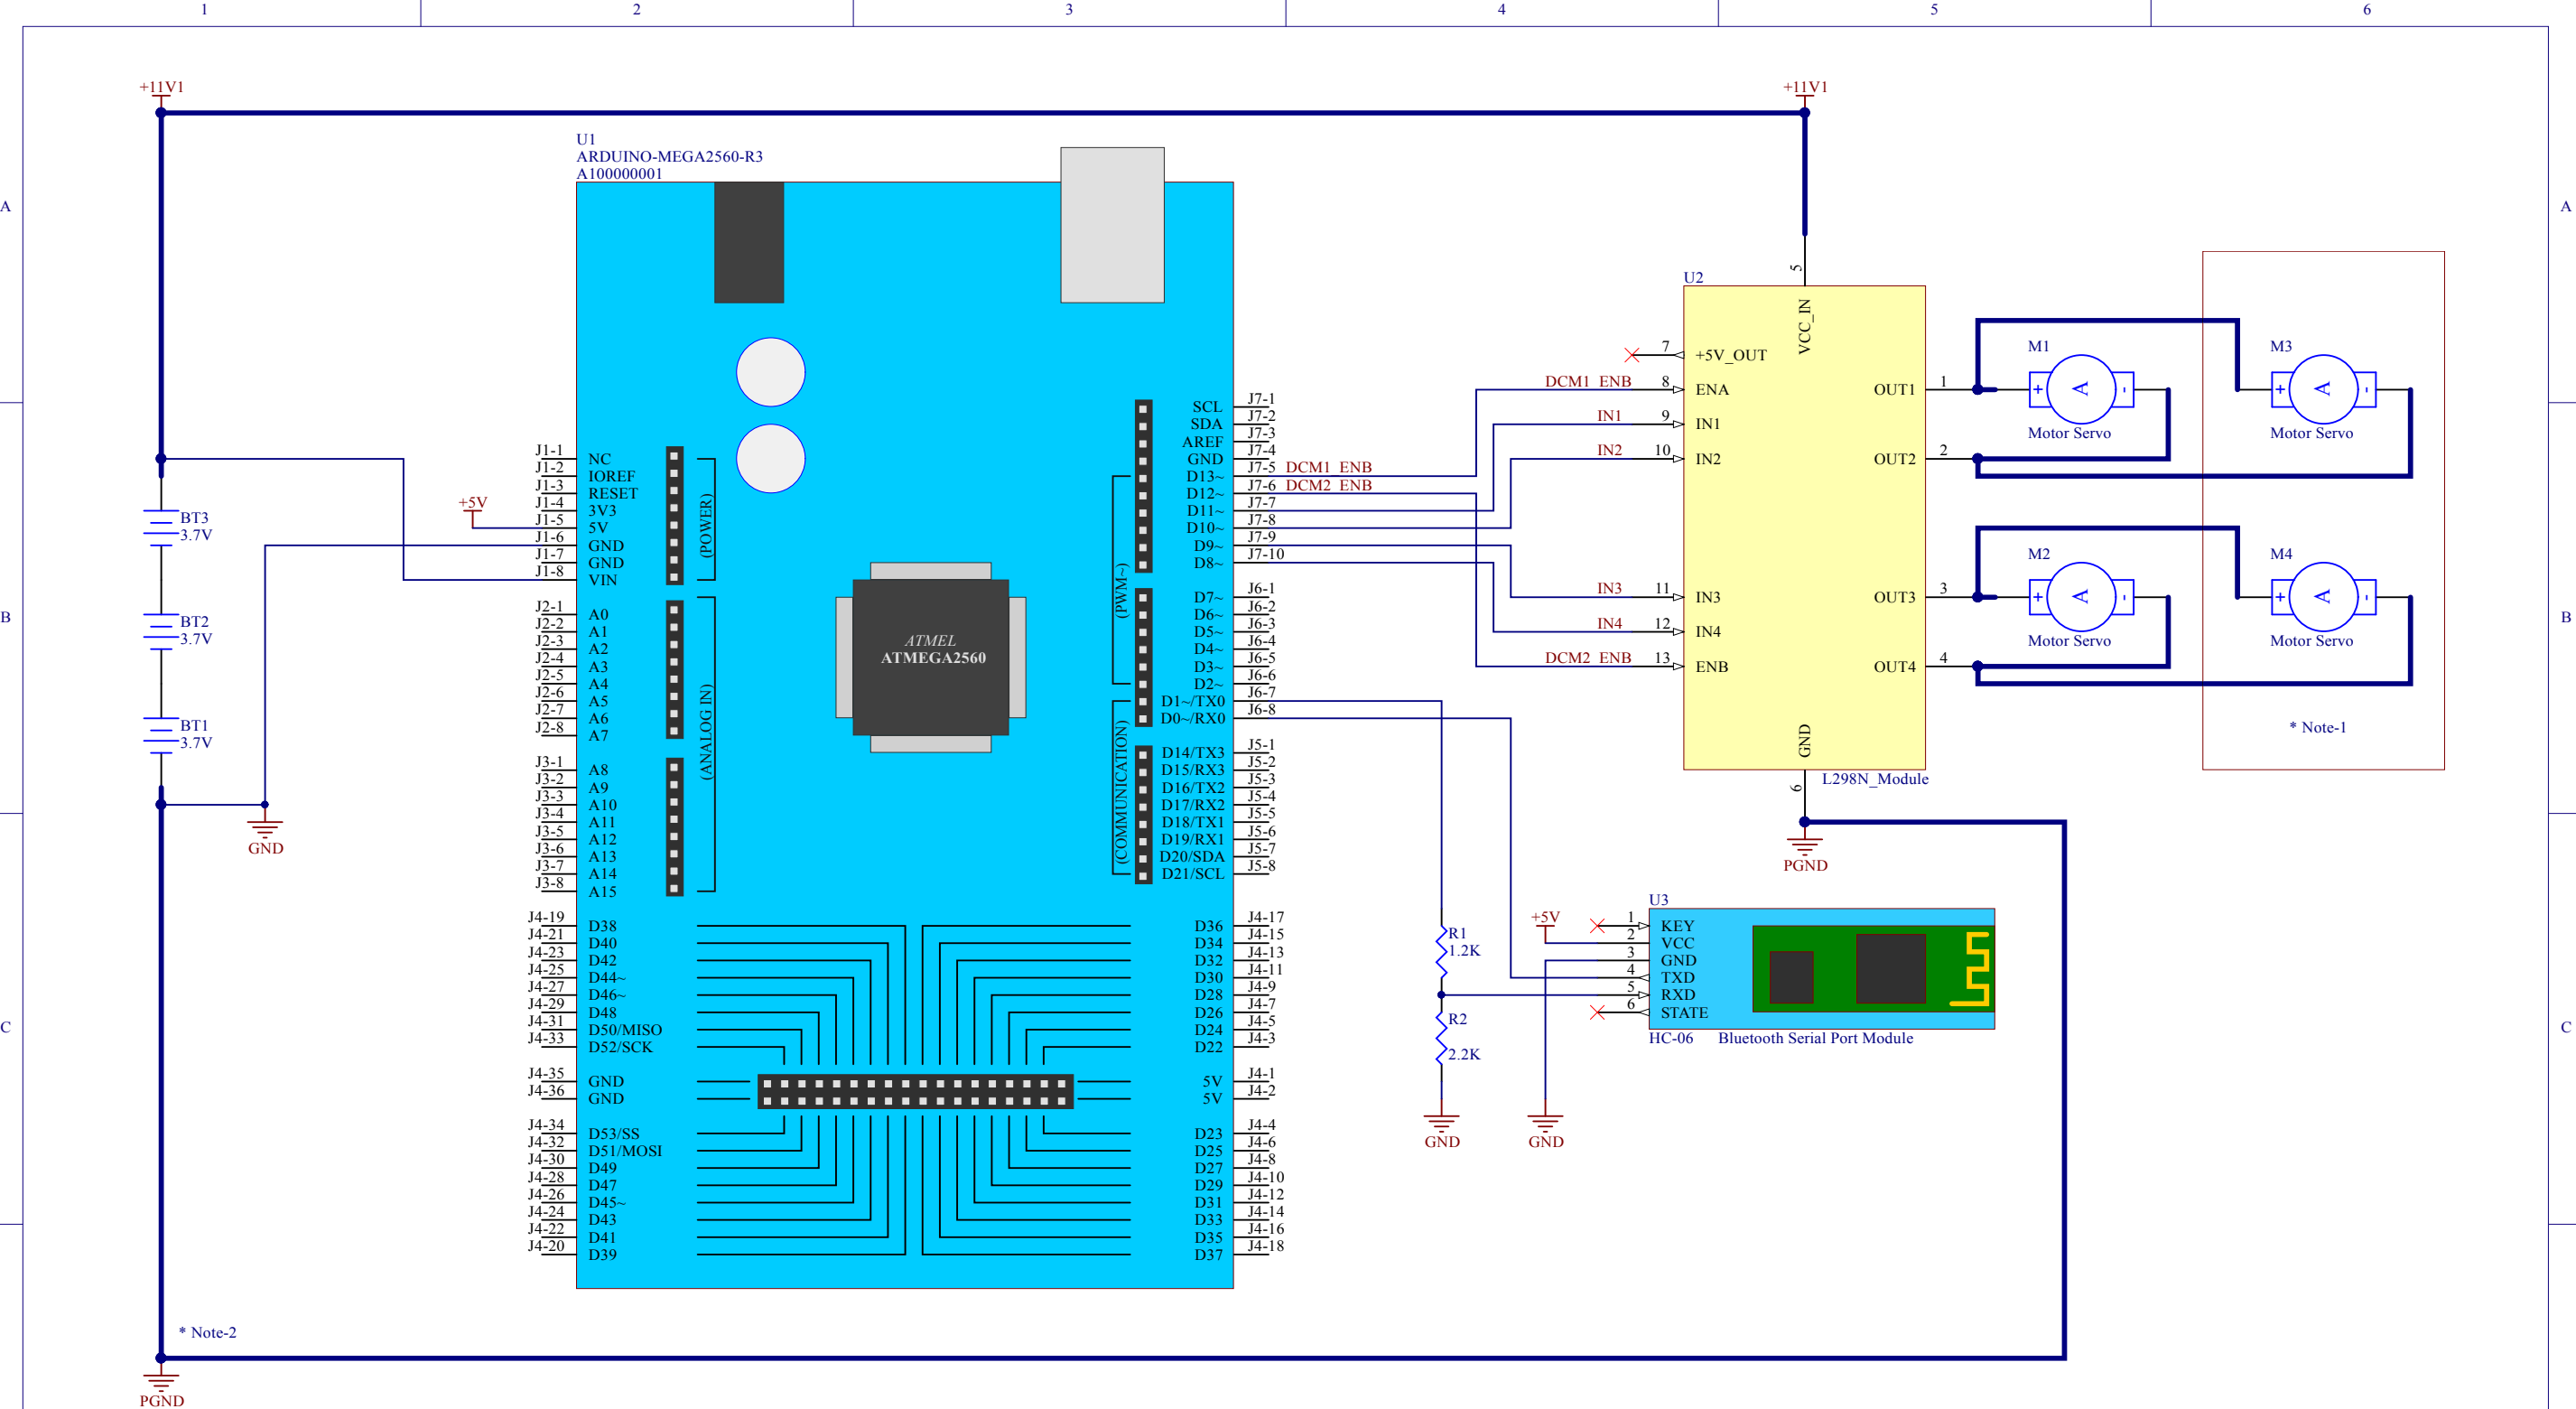 1 2 3 4 5 6
A
B
C
A
B
C
+11V1
+11V1
U1
ARDUINO-MEGA2560-R3
A100000001
BT3
3.7V
BT2
3.7V
BT1
3.7V
GND
* Note-2
PGND
+5V
J1-1 NC
J1-2 IOREF
J1-3 RESET
J1-4 3V3
J1-5 5V
J1-6 GND
J1-7 GND
J1-8 VIN
(POWER)
J2-1 A0
J2-2 A1
J2-3 A2
J2-4 A3
J2-5 A4
J2-6 A5
J2-7 A6
J2-8 A7
J3-1 A8
J3-2 A9
J3-3 A10
J3-4 A11
J3-5 A12
J3-6 A13
J3-7 A14
J3-8 A15
(ANALOG IN)
J4-19 D38
J4-21 D40
J4-23 D42
J4-25 D44~
J4-27 D46~
J4-29 D48
J4-31 D50/MISO
J4-33 D52/SCK
J4-35 GND
J4-36 GND
J4-34 D53/SS
J4-32 D51/MOSI
J4-30 D49
J4-28 D47
J4-26 D45~
J4-24 D43
J4-22 D41
J4-20 D39
ATMEL
ATMEGA2560
SCL J7-1
SDA J7-2
AREF J7-3
GND J7-4
D13~ J7-5 DCM1_ENB
D12~ J7-6 DCM2_ENB
D11~ J7-7
D10~ J7-8
D9~ J7-9
D8~ J7-10
(PWM~)
D7~ J6-1
D6~ J6-2
D5~ J6-3
D4~ J6-4
D3~ J6-5
D2~ J6-6
D1~/TX0 J6-7
D0~/RX0 J6-8
(COMMUNICATION)
D14/TX3 J5-1
D15/RX3 J5-2
D16/TX2 J5-3
D17/RX2 J5-4
D18/TX1 J5-5
D19/RX1 J5-6
D20/SDA J5-7
D21/SCL J5-8
D36 J4-17
D34 J4-15
D32 J4-13
D30 J4-11
D28 J4-9
D26 J4-7
D24 J4-5
D22 J4-3
5V J4-1
5V J4-2
D23 J4-4
D25 J4-6
D27 J4-8
D29 J4-10
D31 J4-12
D33 J4-14
D35 J4-16
D37 J4-18
U2
5
VCC_IN
7 +5V_OUT
DCM1_ENB 8 ENA
IN1 9 IN1
IN2 10 IN2
IN3 11 IN3
IN4 12 IN4
DCM2_ENB 13 ENB
OUT1 1
OUT2 2
OUT3 3
OUT4 4
GND
6
L298N_Module
PGND
M1
+ A -
Motor Servo
M3
+ A -
Motor Servo
M2
+ A -
Motor Servo
M4
+ A -
Motor Servo
* Note-1
R1
1.2K
R2
2.2K
GND
+5V
GND
U3
1 KEY
2 VCC
3 GND
4 TXD
5 RXD
6 STATE
HC-06 Bluetooth Serial Port Module